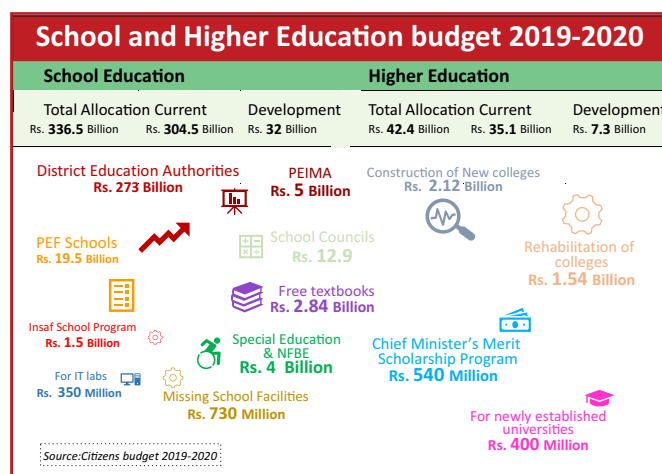 School and Higher Education budget 2019-2020
School Education
Higher Education
Total Allocation Current Development
Rs. 336.5 Billion Rs. 304.5 Billion Rs. 32 Billion
Total Allocation Current Development
Rs. 42.4 Billion Rs. 35.1 Billion Rs. 7.3 Billion
District Education Authorities
Rs. 273 Billion
PEIMA
Rs. 5 Billion
PEF Schools
Rs. 19.5 Billion
School Councils
Rs. 12.9
Free textbooks
Rs. 2.84 Billion
Insaf School Program
Rs. 1.5 Billion
Special Education
& NFBE
Rs. 4 Billion
For IT labs
Rs. 350 Million
Missing School Facilities
Rs. 730 Million
Construction of New colleges
Rs. 2.12 Billion
Rehabilitation of
colleges
Rs. 1.54 Billion
Chief Minister's Merit
Scholarship Program
Rs. 540 Million
For newly established
universities
Rs. 400 Million
Source:Citizens budget 2019-2020